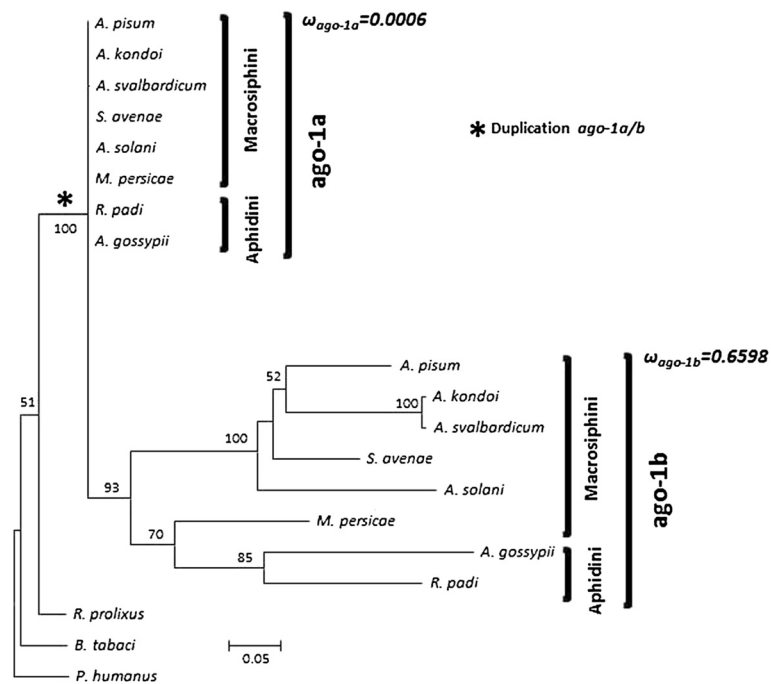 A. pisum
A. kondoi
A. svalbardicum
S. avenae
A. solani
M. persicae
R. padi
A. gossypii
Macrosiphini
Aphidini
ago-1a
ωago-1a=0.0006
* Duplication ago-1a/b
*
100
51
93
100
52
100
70
85
A. pisum
A. kondoi
A. svalbardicum
S. avenae
A. solani
M. persicae
A. gossypii
R. padi
Macrosiphini
Aphidini
ago-1b
ωago-1b=0.6598
R. prolixus
B. tabaci
P. humanus
0.05